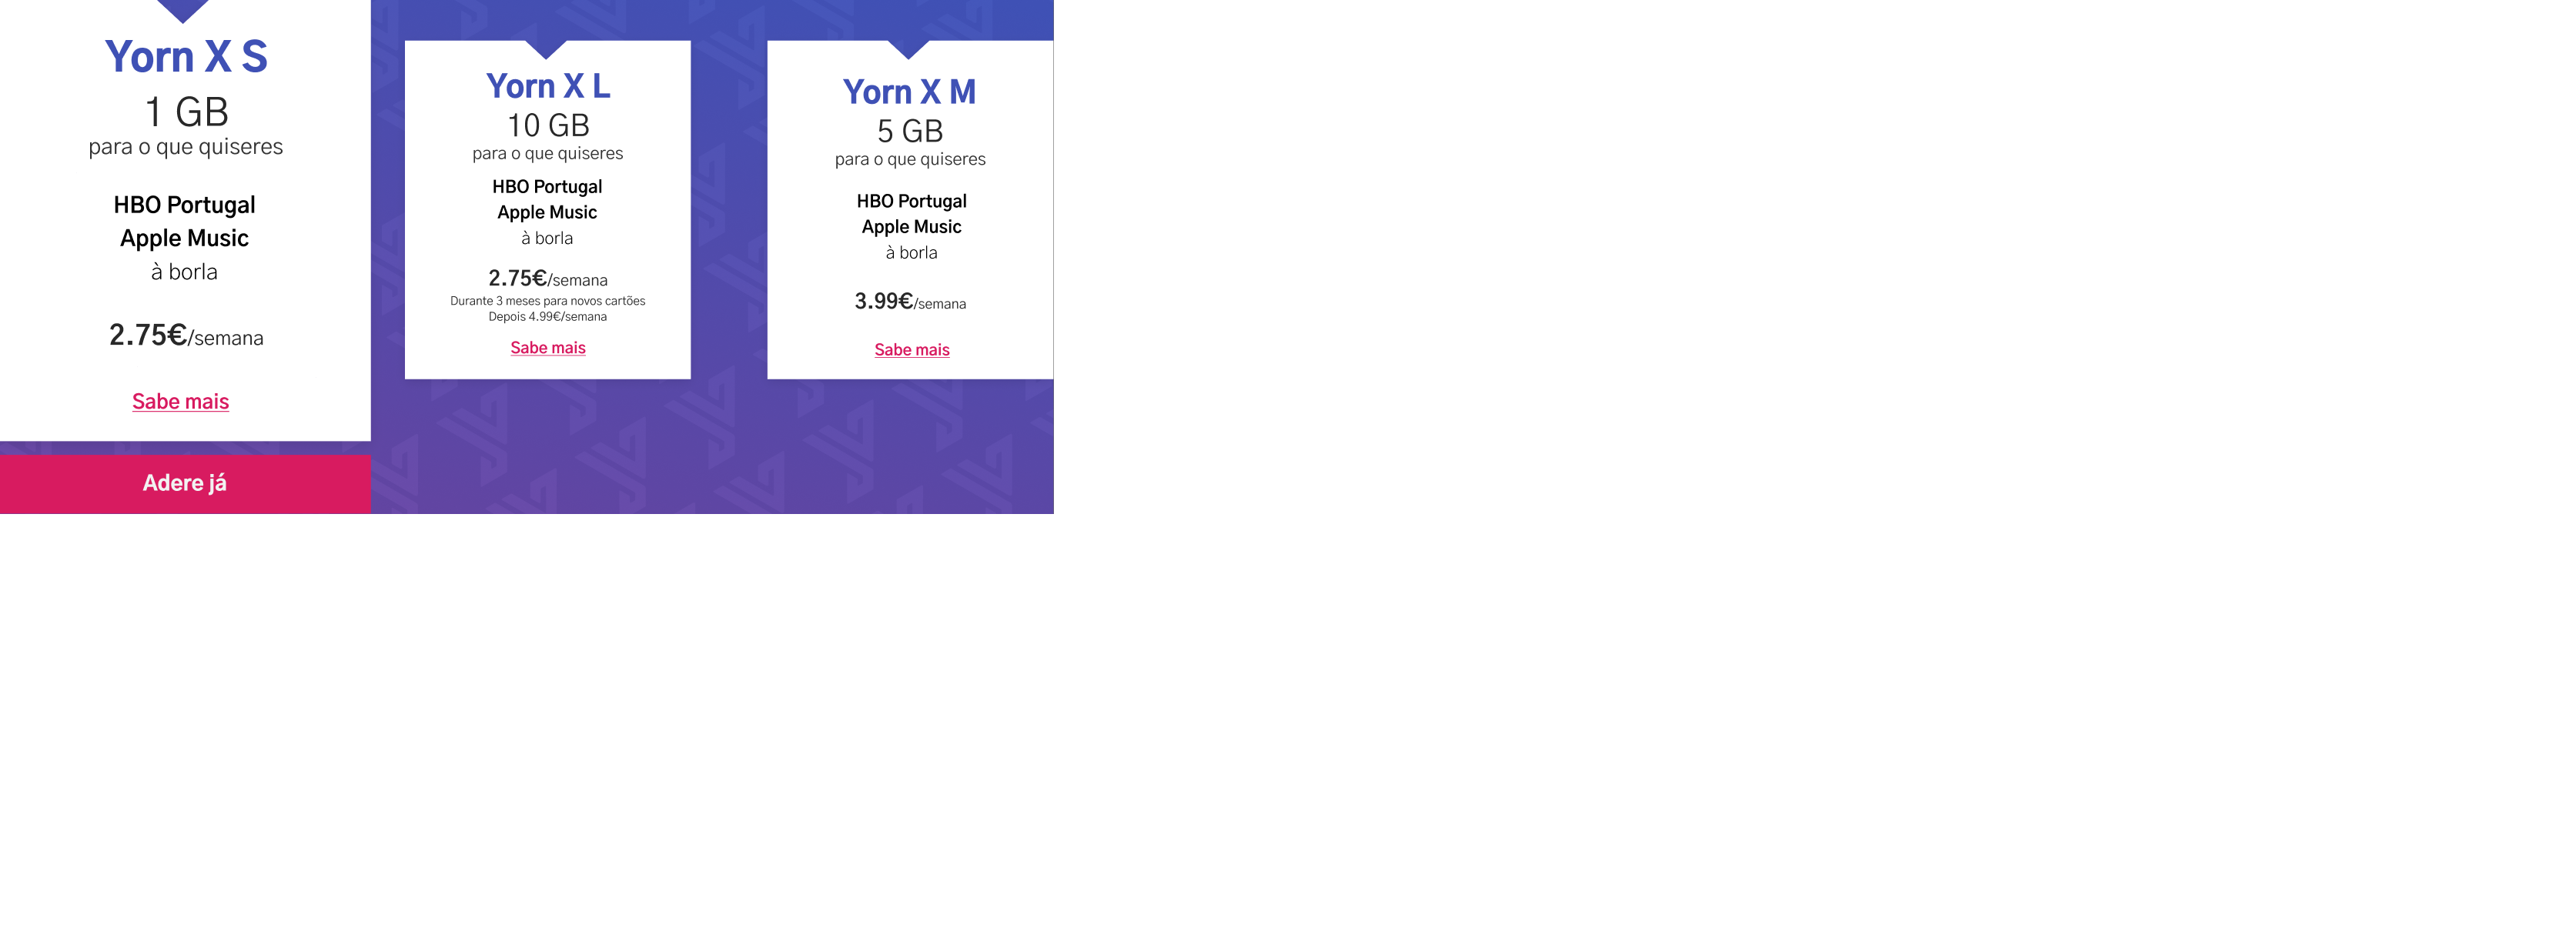 Yorn X S
1 GB
para o que quiseres
HBO Portugal
Apple Music
à borla
2.75€/semana
Sabe mais
Adere já
Yorn X L
10 GB
para o que quiseres
HBO Portugal
Apple Music
à borla
2.75€/semana
Durante 3 meses para novos cartões
Depois 4.99€/semana
Sabe mais
Yorn X M
5 GB
para o que quiseres
HBO Portugal
Apple Music
à borla
3.99€/semana
Sabe mais